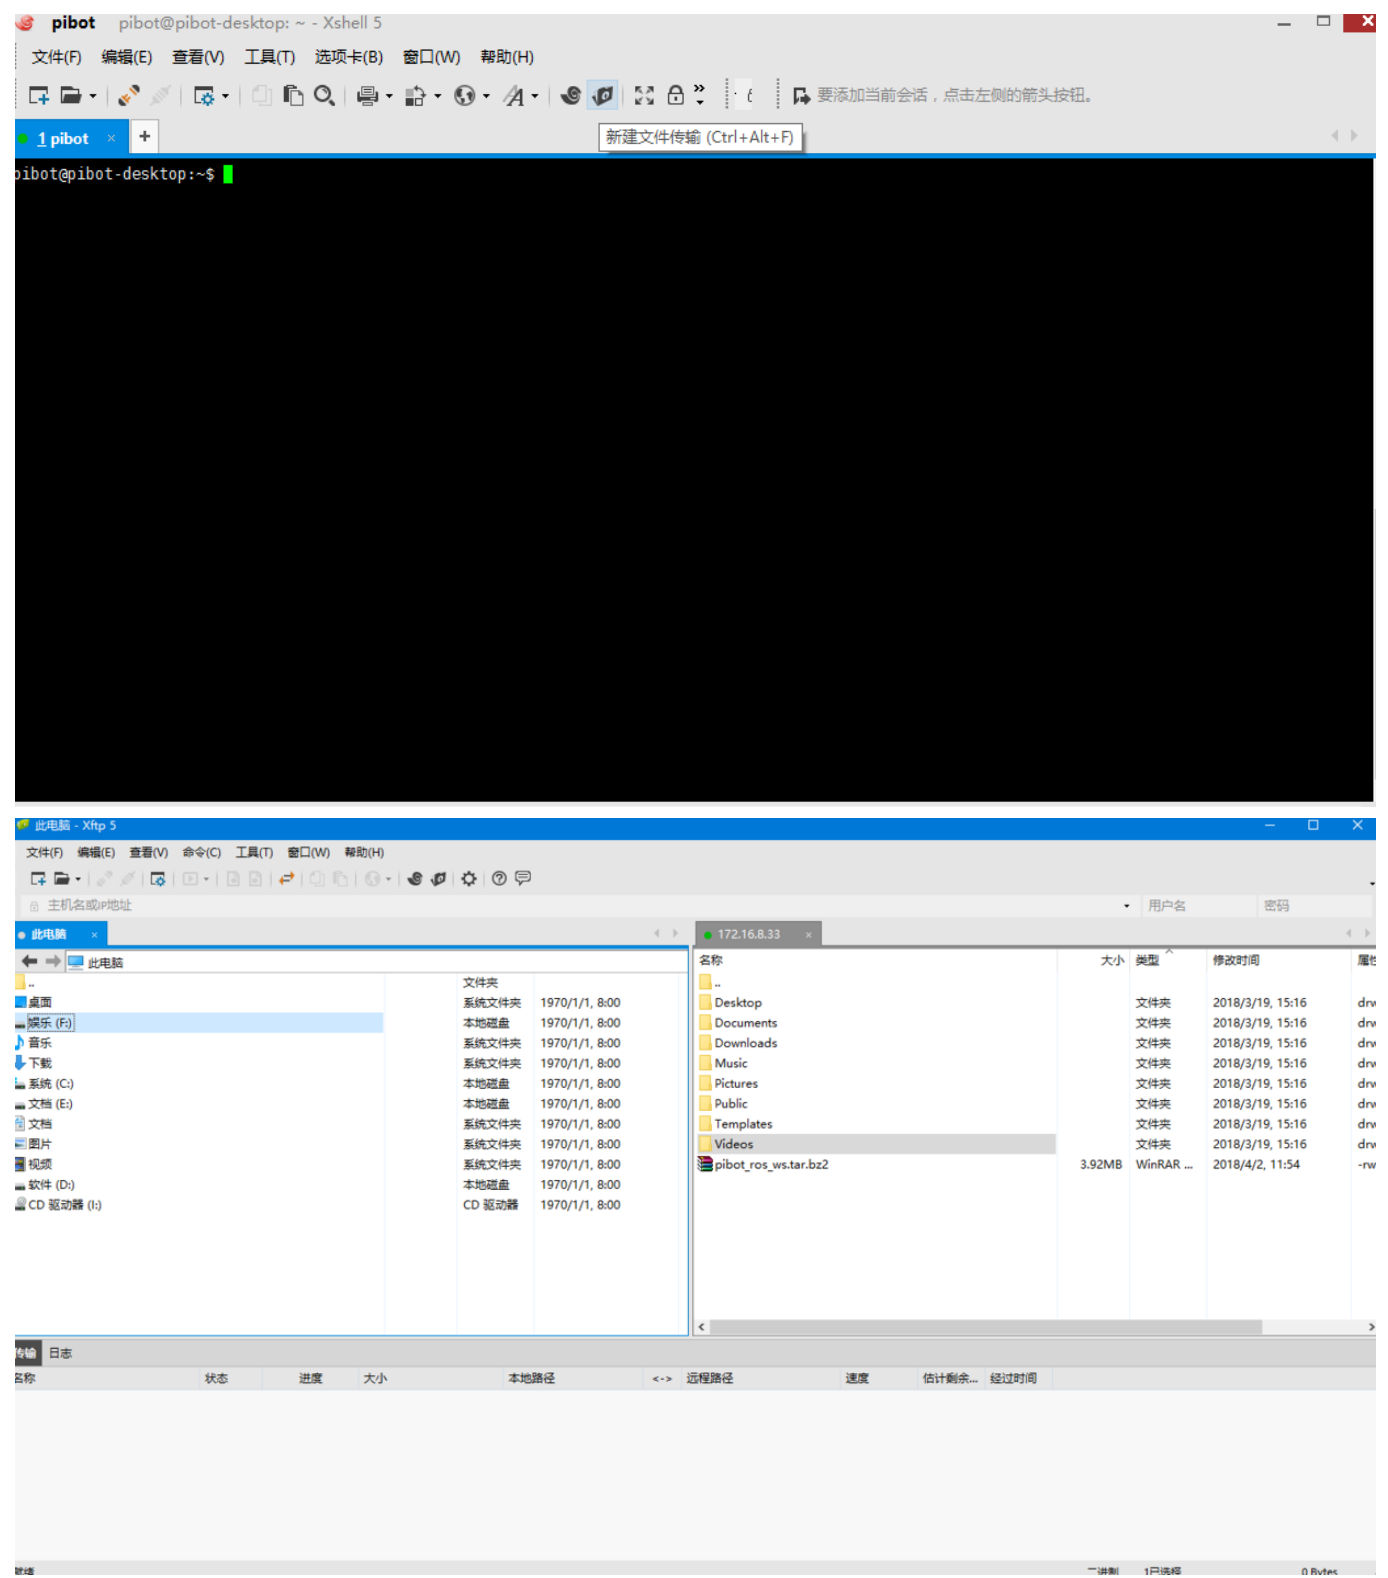 pibot pibot@pibot-desktop: ~ - Xshell 5
文件(F) 编辑(E) 查看(V) 工具(T) 选项卡(B) 窗口(W) 帮助(H)
要添加当前会话，点击左侧的箭头按钮。
1 pibot × +
新建文件传输 (Ctrl+Alt+F)
pibot@pibot-desktop:~$
此电脑 - Xftp 5
文件(F) 编辑(E) 查看(V) 命令(C) 工具(T) 窗口(W) 帮助(H)
主机名或IP地址 用户名 密码
此电脑 × 172.16.8.33 ×
此电脑
名称 大小 类型 修改时间 属性
.. 文件夹 ..
桌面 系统文件夹 1970/1/1, 8:00 Desktop 文件夹 2018/3/19, 15:16 drw
娱乐 (F:) 本地磁盘 1970/1/1, 8:00 Documents 文件夹 2018/3/19, 15:16 drw
音乐 系统文件夹 1970/1/1, 8:00 Downloads 文件夹 2018/3/19, 15:16 drw
下载 系统文件夹 1970/1/1, 8:00 Music 文件夹 2018/3/19, 15:16 drw
系统 (C:) 本地磁盘 1970/1/1, 8:00 Pictures 文件夹 2018/3/19, 15:16 drw
文档 (E:) 本地磁盘 1970/1/1, 8:00 Public 文件夹 2018/3/19, 15:16 drw
文档 系统文件夹 1970/1/1, 8:00 Templates 文件夹 2018/3/19, 15:16 drw
图片 系统文件夹 1970/1/1, 8:00 Videos 文件夹 2018/3/19, 15:16 drw
视频 系统文件夹 1970/1/1, 8:00 pibot_ros_ws.tar.bz2 3.92MB WinRAR ... 2018/4/2, 11:54 -rw
软件 (D:) 本地磁盘 1970/1/1, 8:00
CD 驱动器 (I:) CD 驱动器 1970/1/1, 8:00
传输 日志
名称 状态 进度 大小 本地路径 <-> 远程路径 速度 估计剩余... 经过时间
就绪 二进制 1已选择 0 Bytes